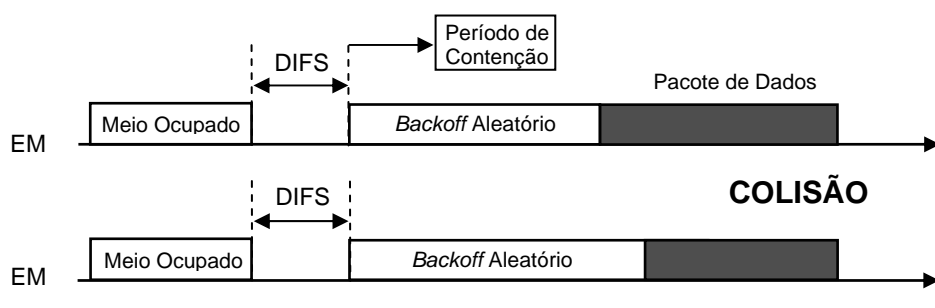 Período de
Contenção
DIFS
Pacote de Dados
Meio Ocupado
Backoff Aleatório
EM
COLISÃO
DIFS
Meio Ocupado
Backoff Aleatório
EM